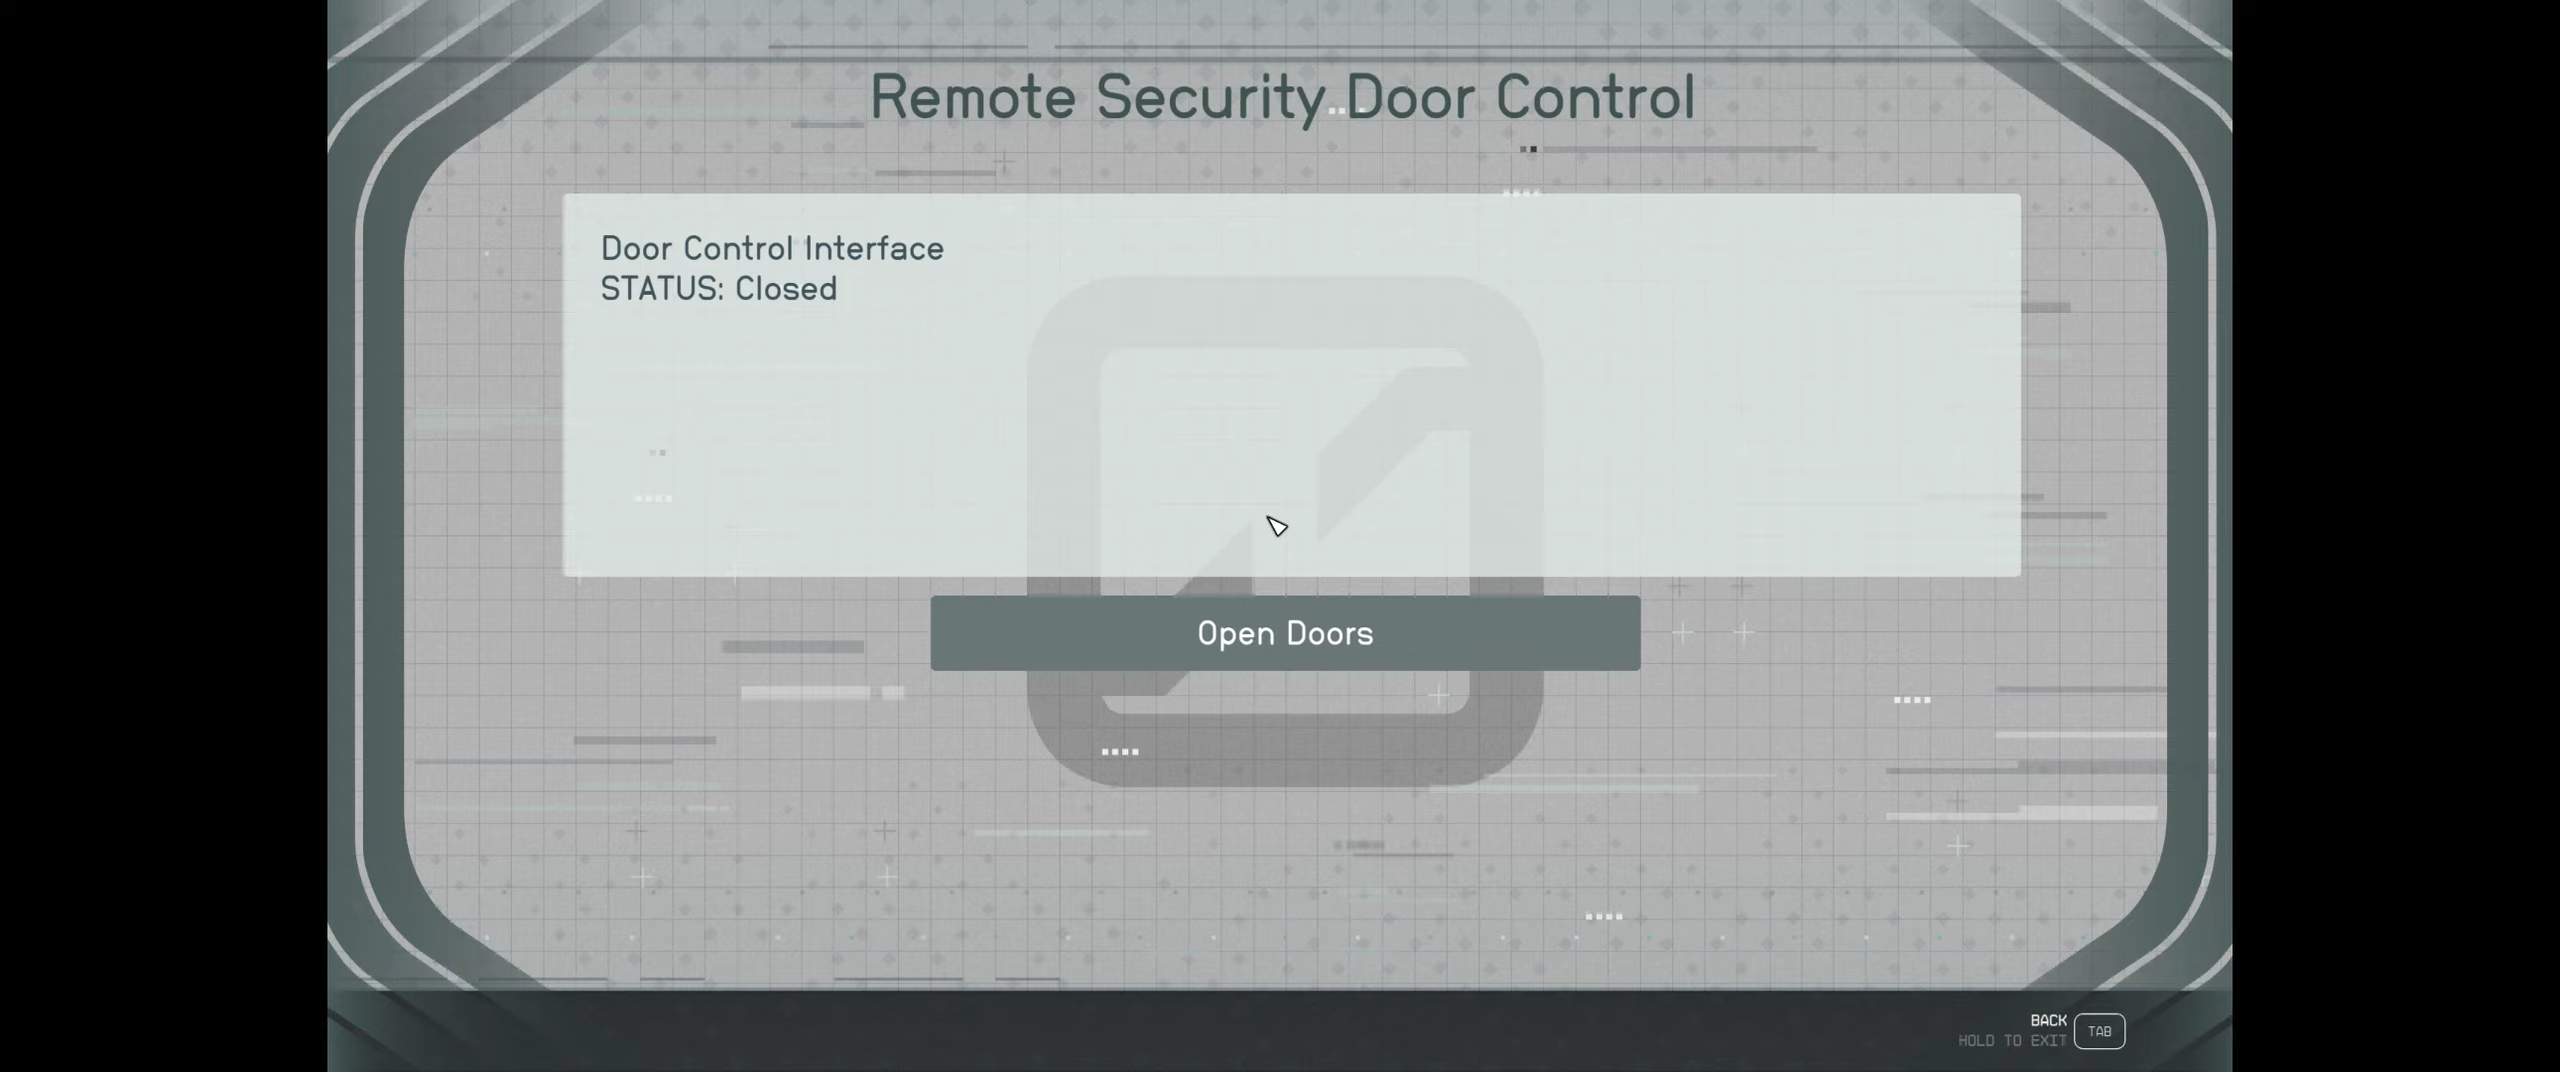 Remote Security Door Control
Door Control Interface
STATUS: Closed
Open Doors
BACK
HOLD TO EXIT
TAB